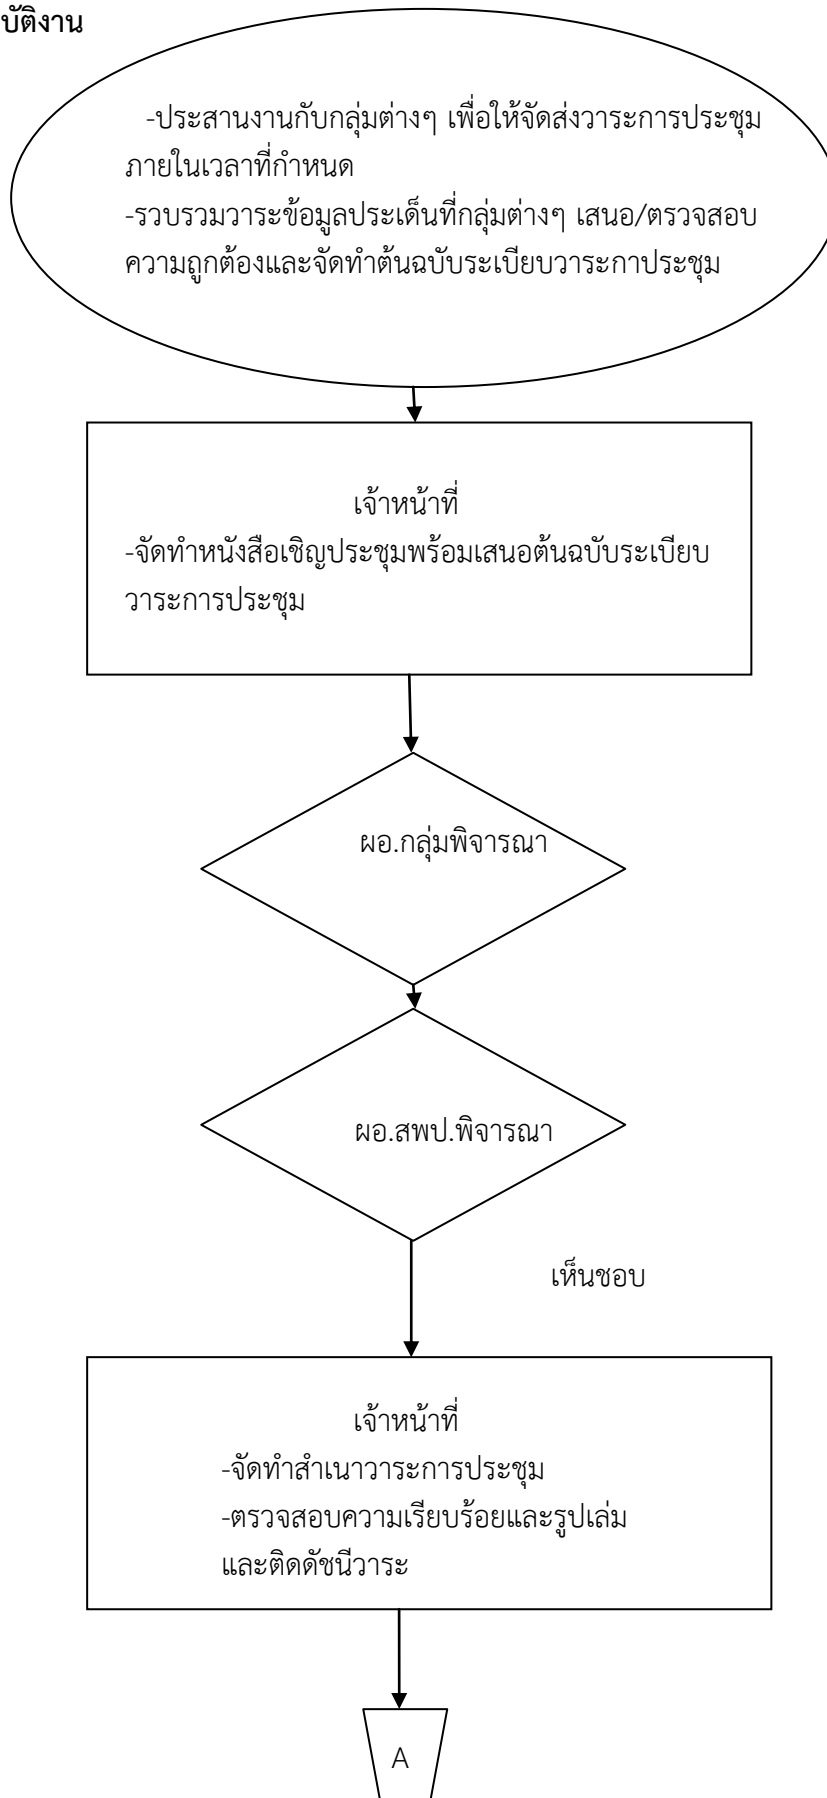 บัติงาน
-ประสานงานกับกลุ่มต่างๆ เพื่อให้จัดส่งวาระการประชุม
ภายในเวลาที่กำหนด
-รวบรวมวาระข้อมูลประเด็นที่กลุ่มต่างๆ เสนอ/ตรวจสอบ
ความถูกต้องและจัดทำต้นฉบับระเบียบวาระกาประชุม
เจ้าหน้าที่
-จัดทำหนังสือเชิญประชุมพร้อมเสนอต้นฉบับระเบียบ
วาระการประชุม
ผอ.กลุ่มพิจารณา
ผอ.สพป.พิจารณา
เห็นชอบ
เจ้าหน้าที่
-จัดทำสำเนาวาระการประชุม
-ตรวจสอบความเรียบร้อยและรูปเล่ม
และติดดัชนีวาระ
A